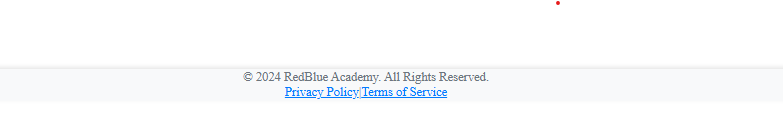 © 2024 RedBlue Academy. All Rights Reserved.
Privacy Policy|Terms of Service